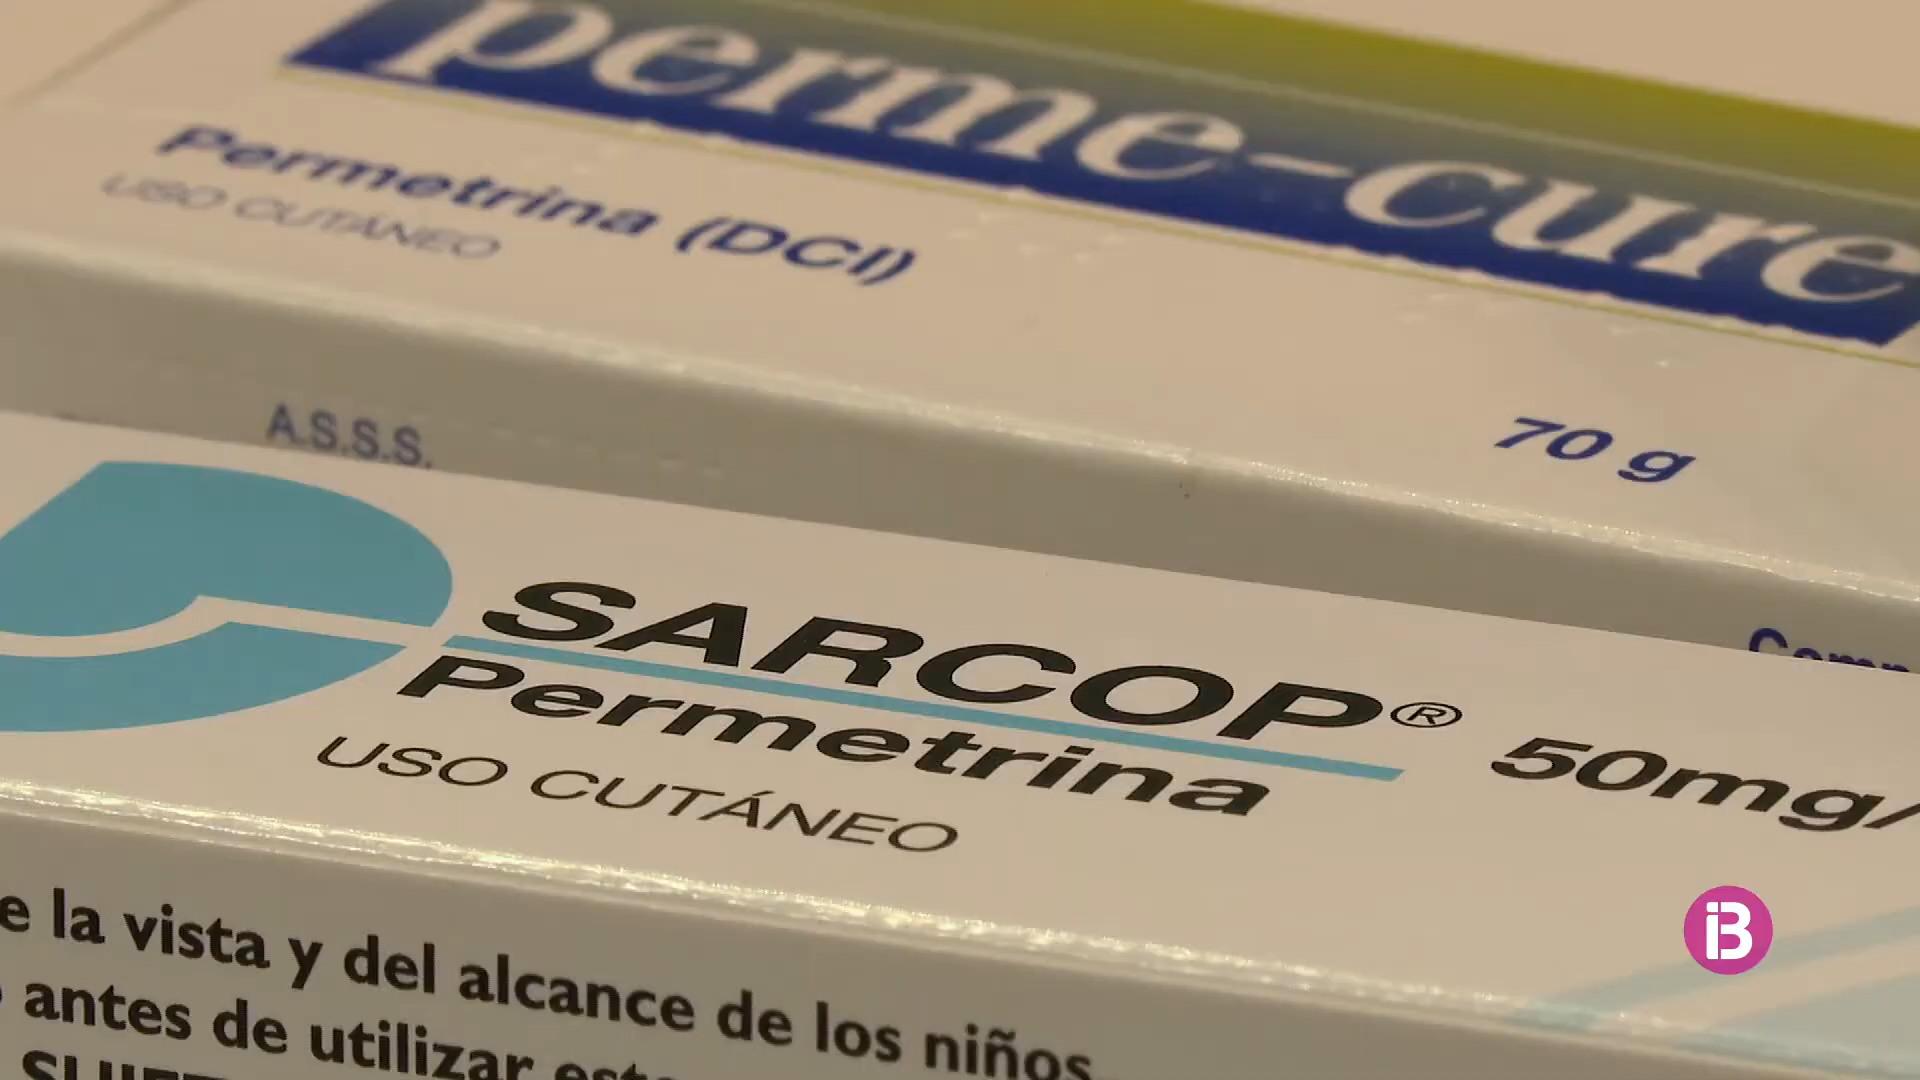 perme-cure
Permetrina (DCI)
USO CUTÁNEO
70 g
A.S.S.S.
SARCOP® 50mg/
Permetrina
USO CUTÁNEO
e la vista y del alcance de los niños.
antes de utilizar
IB